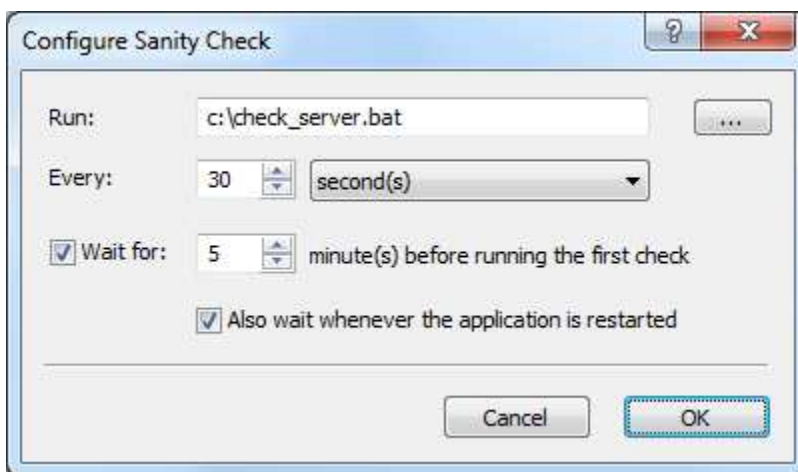 Configure Sanity Check ?
Run: c:\check_server.bat ...
Every: 30 second(s)
Wait for: 5 minute(s) before running the first check
Also wait whenever the application is restarted
Cancel OK